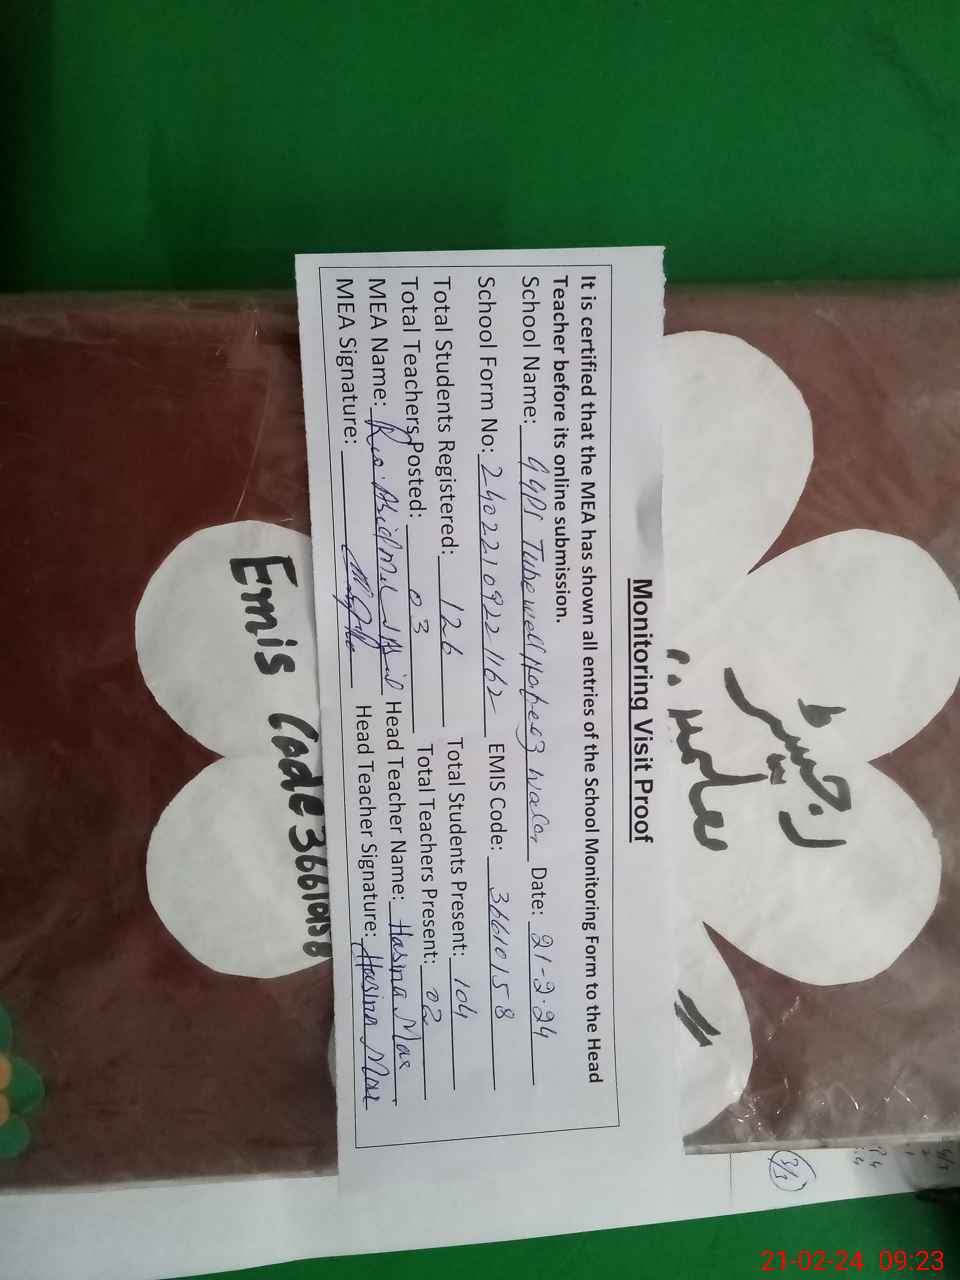 Monitoring Visit Proof
It is certified that the MEA has shown all entries of the School Monitoring Form to the Head
Teacher before its online submission.
School Name: GGPS Tubewell Date: 21-2-24
School Form No: 24022109221162 EMIS Code: 36610158
Total Students Registered: 126 Total Students Present: 104
Total Teachers Posted: 03 Total Teachers Present: 02
MEA Name: Head Teacher Name: Hasina Mai
MEA Signature: Head Teacher Signature: Hasina Mai
رجسٹر
Emis Code 36610158
21-02-24 09:23